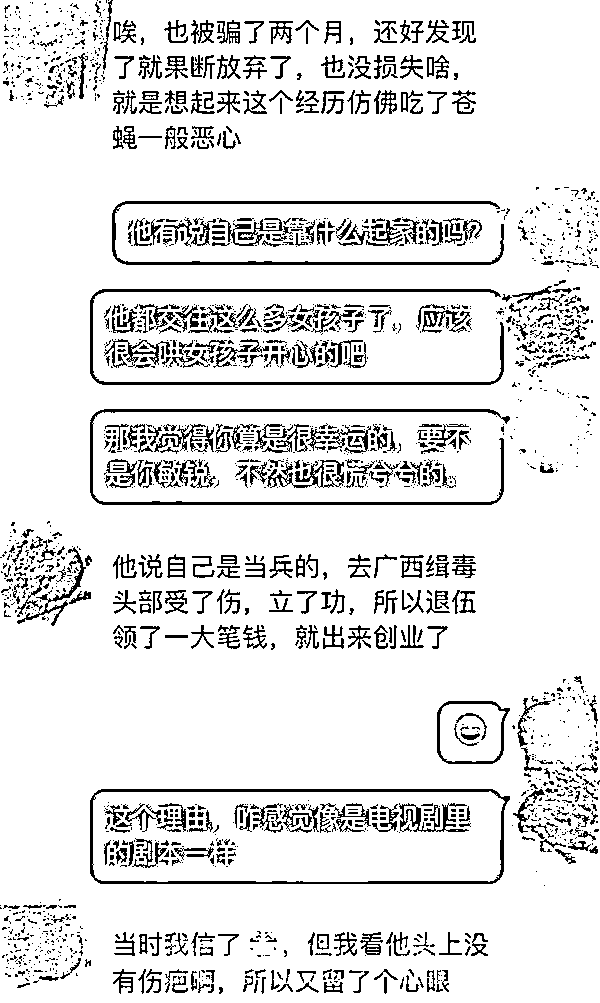 唉，也被骗了两个月，还好发现
了就果断放弃了，也没损失啥，
就是想起来这个经历仿佛吃了苍
蝇一般恶心
他有说自己是靠什么起家的吗?
他都交往这么多女孩子了，应该
很会哄女孩子开心的吧
那我觉得你算是很幸运的，要不
是你敏锐，不然也很慌兮兮的。
他说自己是当兵的，去广西缉毒
头部受了伤，立了功，所以退伍
领了一大笔钱，就出来创业了
这个理由，咋感觉像是电视剧里
的剧本一样
当时我信了，但我看他头上没
有伤疤啊，所以又留了个心眼